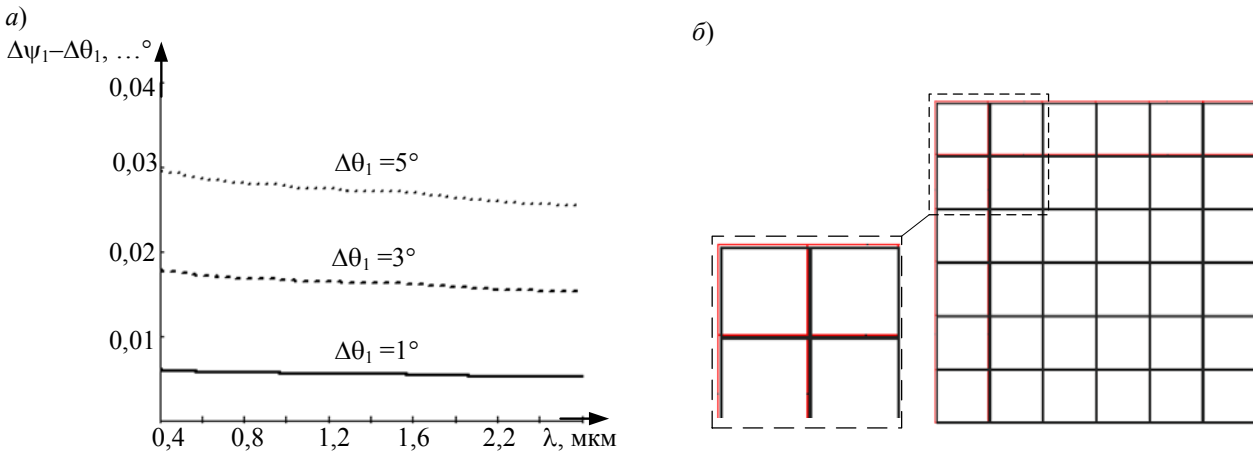 а)
Δψ₁–Δθ₁, …°
0,04
0,03
Δθ₁ =5°
0,02
Δθ₁ =3°
0,01
Δθ₁ =1°
0,4 0,8 1,2 1,6 2,2 λ, мкм
б)